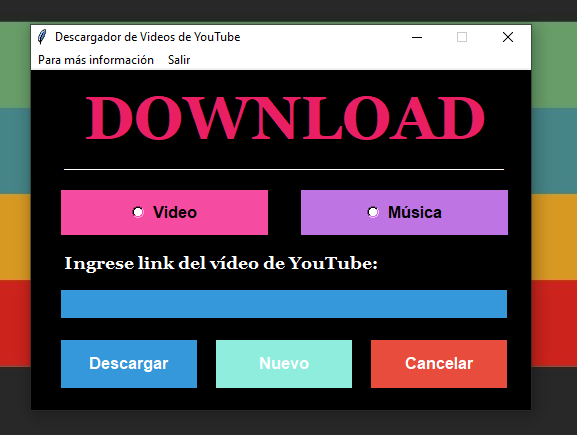 Descargador de Videos de YouTube
Para más información Salir
DOWNLOAD
Video Música
Ingrese link del vídeo de YouTube:
Descargar Nuevo Cancelar